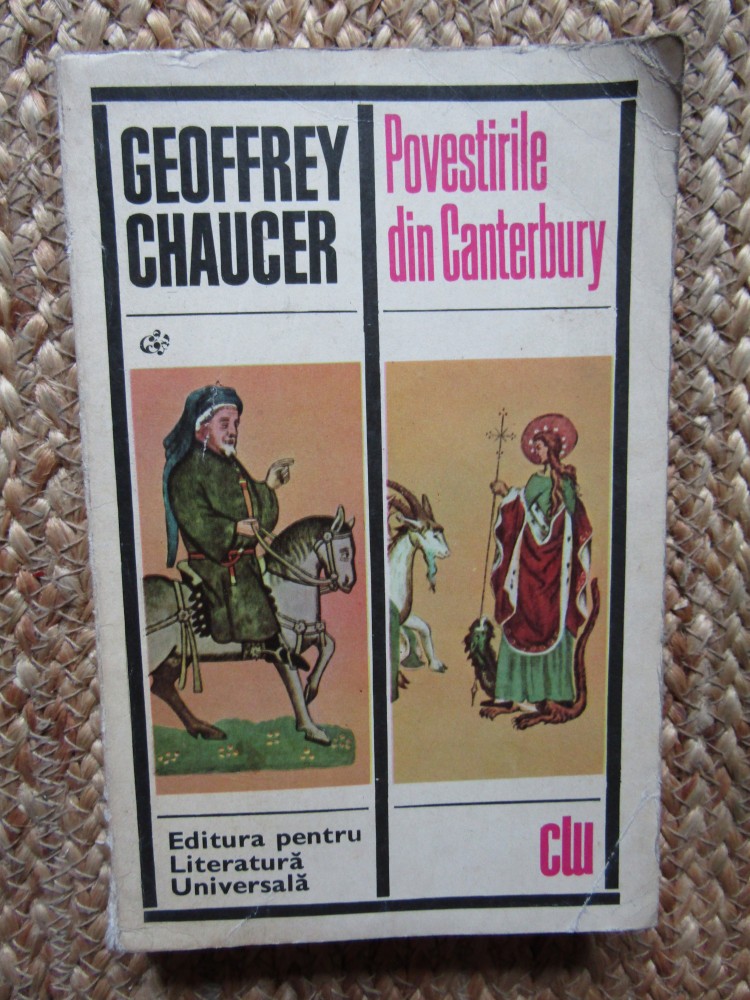 GEOFFREY
CHAUCER
Povestirile
din Canterbury
Editura pentru
Literatură
Universală
clu